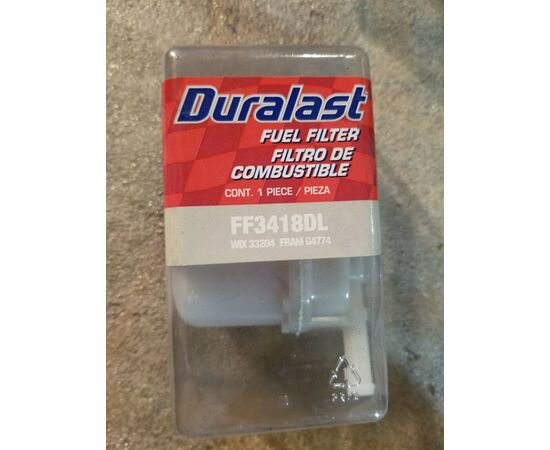 Duralast
FUEL FILTER
FILTRO DE
COMBUSTIBLE
CONT. 1 PIECE / PIEZA
FF3418DL
WIX 33204 FRAM G4774